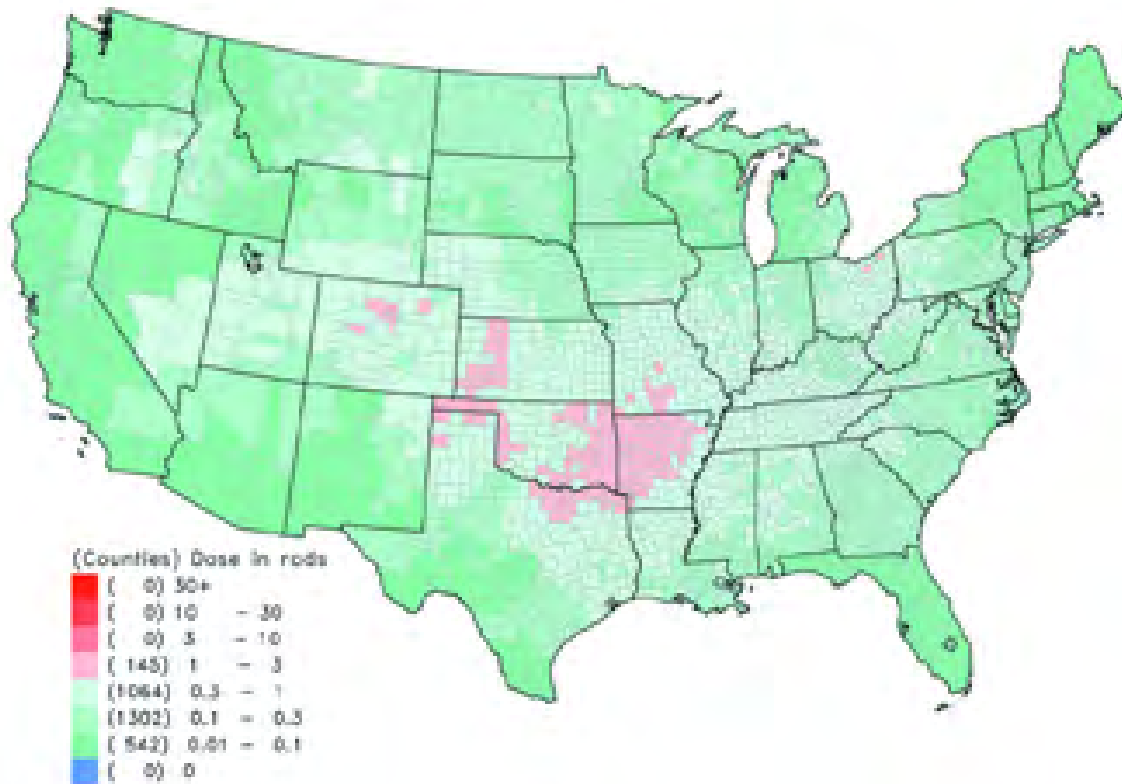 (Counties) Dose in rads
( 0) 30+
( 0) 10 - 30
( 0) 3 - 10
( 143) 1 - 3
(1064) 0.3 - 1
(1302) 0.1 - 0.3
( 542) 0.01 - 0.1
( 0) 0